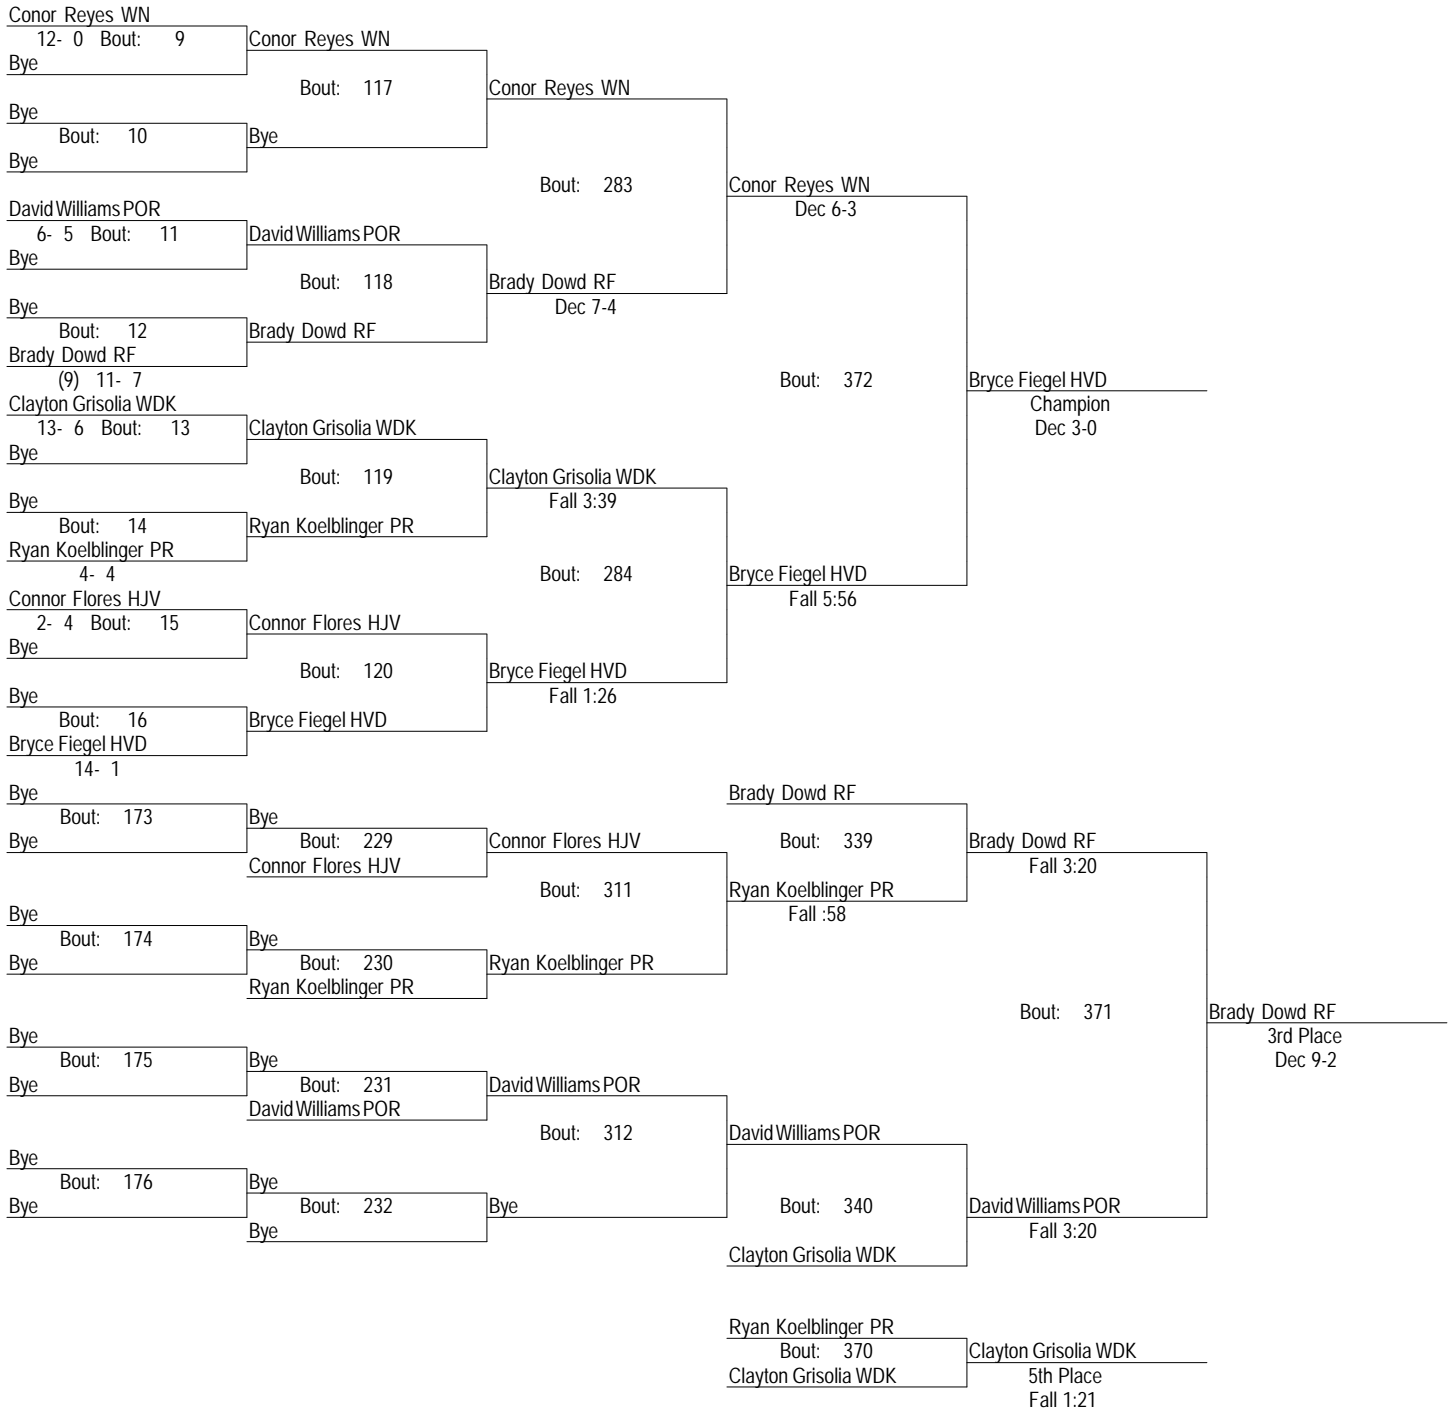 Conor Reyes WN
12- 0 Bout: 9
Conor Reyes WN
Bye
Bout: 117
Conor Reyes WN
Bye
Bout: 10
Bye
Bye
Bout: 283
Conor Reyes WN
Dec 6-3
David Williams POR
6- 5 Bout: 11
David Williams POR
Bye
Bout: 118
Brady Dowd RF
Dec 7-4
Bye
Bout: 12
Brady Dowd RF
Brady Dowd RF
(9) 11- 7
Bout: 372
Bryce Fiegel HVD
Champion
Dec 3-0
Clayton Grisolia WDK
13- 6 Bout: 13
Clayton Grisolia WDK
Bye
Bout: 119
Clayton Grisolia WDK
Fall 3:39
Bye
Bout: 14
Ryan Koelblinger PR
Ryan Koelblinger PR
4- 4
Bout: 284
Bryce Fiegel HVD
Fall 5:56
Connor Flores HJV
2- 4 Bout: 15
Connor Flores HJV
Bye
Bout: 120
Bryce Fiegel HVD
Fall 1:26
Bye
Bout: 16
Bryce Fiegel HVD
Bryce Fiegel HVD
14- 1
Bye
Bout: 173
Bye
Bye
Bout: 229
Connor Flores HJV
Connor Flores HJV
Brady Dowd RF
Bout: 339
Brady Dowd RF
Fall 3:20
Bout: 311
Ryan Koelblinger PR
Fall :58
Bye
Bout: 174
Bye
Bye
Bout: 230
Ryan Koelblinger PR
Ryan Koelblinger PR
Bout: 371
Brady Dowd RF
3rd Place
Dec 9-2
Bye
Bout: 175
Bye
Bye
Bout: 231
David Williams POR
David Williams POR
Bout: 312
David Williams POR
Bye
Bout: 176
Bye
Bye
Bout: 232
Bye
Bye
Bout: 340
David Williams POR
Fall 3:20
Clayton Grisolia WDK
Ryan Koelblinger PR
Bout: 370
Clayton Grisolia WDK
Clayton Grisolia WDK
5th Place
Fall 1:21